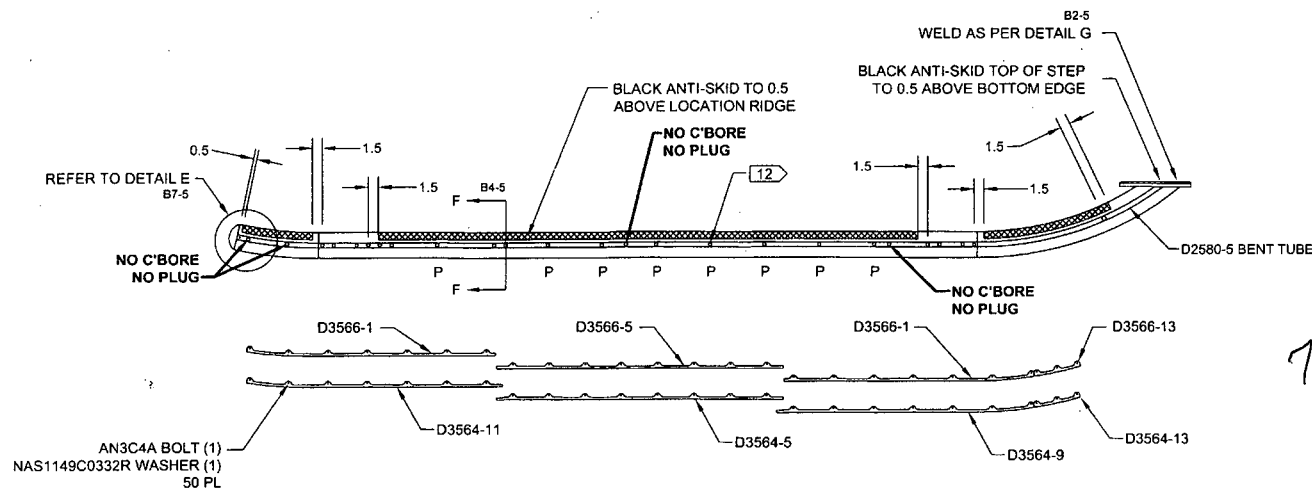 B2-5
WELD AS PER DETAIL G
BLACK ANTI-SKID TOP OF STEP
TO 0.5 ABOVE BOTTOM EDGE
BLACK ANTI-SKID TO 0.5
ABOVE LOCATION RIDGE
NO C'BORE
NO PLUG
0.5
1.5
1.5
12
1.5
1.5
1.5
REFER TO DETAIL E
B7-5
F
B4-5
D2580-5 BENT TUBE
NO C'BORE
NO PLUG
P P P P P P P P
F
NO C'BORE
NO PLUG
D3566-1
D3566-5
D3566-1
D3566-13
7
D3564-11
D3564-5
D3564-9
D3564-13
AN3C4A BOLT (1)
NAS1149C0332R WASHER (1)
50 PL